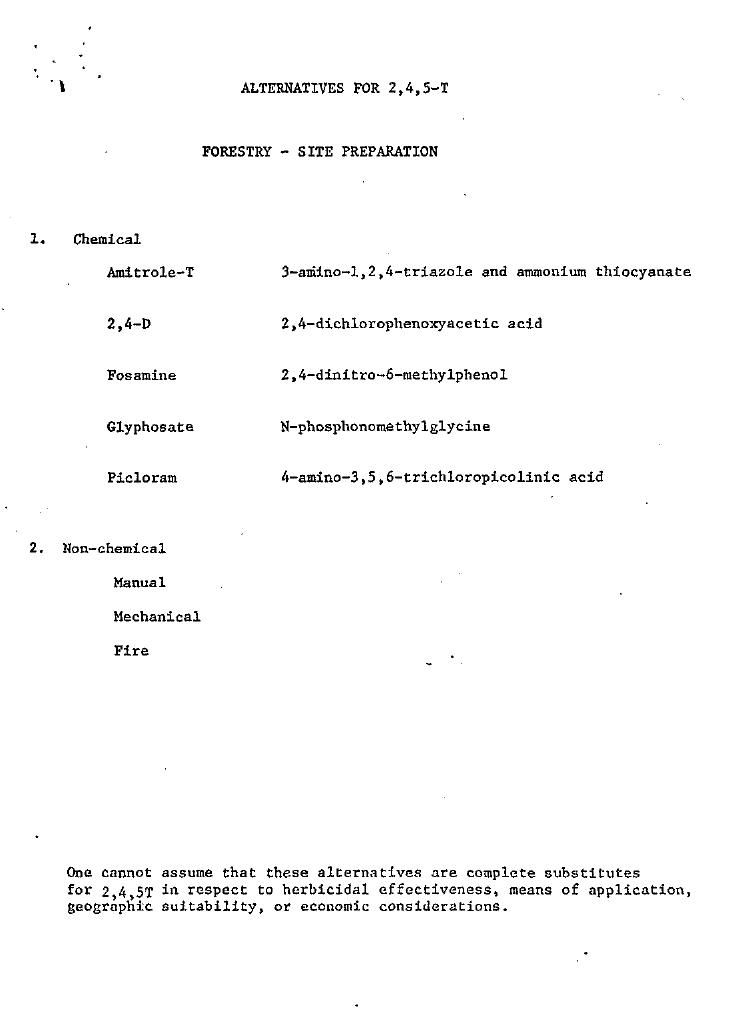 ALTERNATIVES FOR 2,4,5-T
FORESTRY - SITE PREPARATION
1. Chemical
Amitrole-T 3-amino-1,2,4-triazole and ammonium thiocyanate
2,4-D 2,4-dichlorophenoxyacetic acid
Fosamine 2,4-dinitro-6-methylphenol
Glyphosate N-phosphonomethylglycine
Picloram 4-amino-3,5,6-trichloropicolinic acid
2. Non-chemical
Manual
Mechanical
Fire
One cannot assume that these alternatives are complete substitutes
for 2,4,5T in respect to herbicidal effectiveness, means of application,
geographic suitability, or economic considerations.